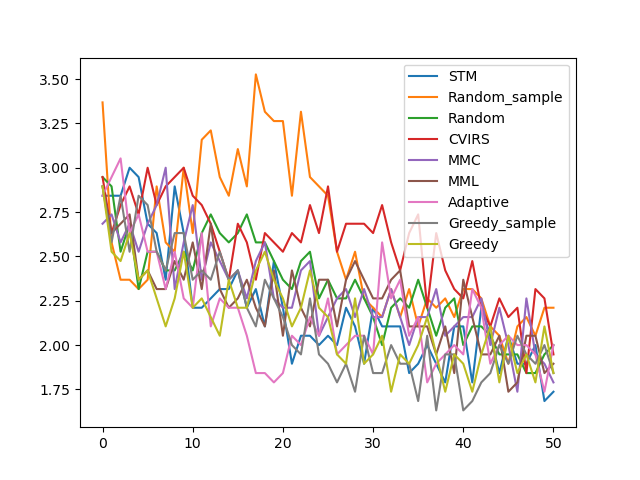 3.50
3.25
3.00
2.75
2.50
2.25
2.00
1.75
0 10 20 30 40 50
STM
Random_sample
Random
CVIRS
MMC
MML
Adaptive
Greedy_sample
Greedy